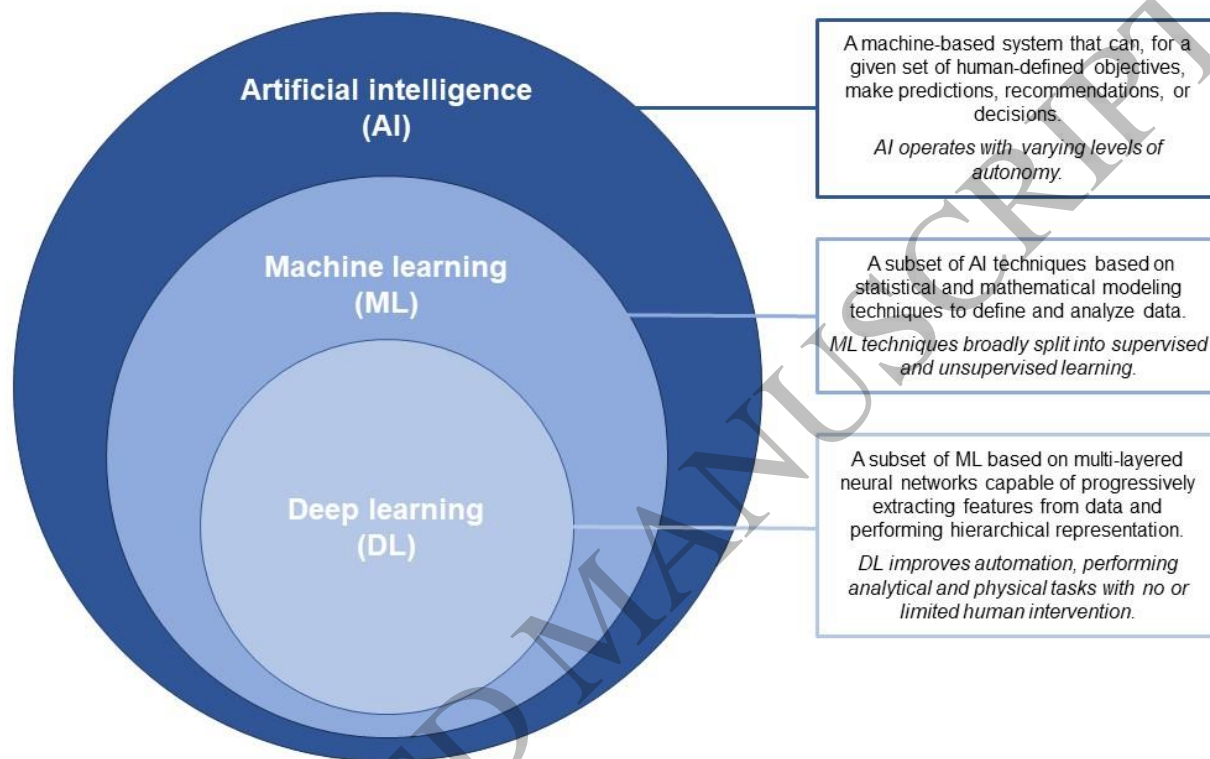 Artificial intelligence
(AI)
Machine learning
(ML)
Deep learning
(DL)
A machine-based system that can, for a
given set of human-defined objectives,
make predictions, recommendations, or
decisions.
AI operates with varying levels of
autonomy.
A subset of AI techniques based on
statistical and mathematical modeling
techniques to define and analyze data.
ML techniques broadly split into supervised
and unsupervised learning.
A subset of ML based on multi-layered
neural networks capable of progressively
extracting features from data and
performing hierarchical representation.
DL improves automation, performing
analytical and physical tasks with no or
limited human intervention.
MANUSCRIPT